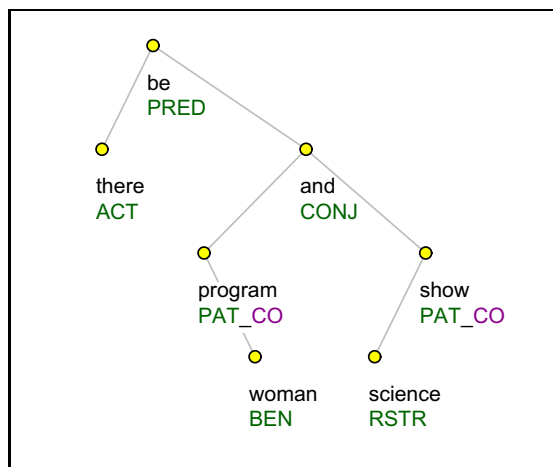 be
PRED
there
ACT
and
CONJ
program
PAT_CO
show
PAT_CO
woman
BEN
science
RSTR